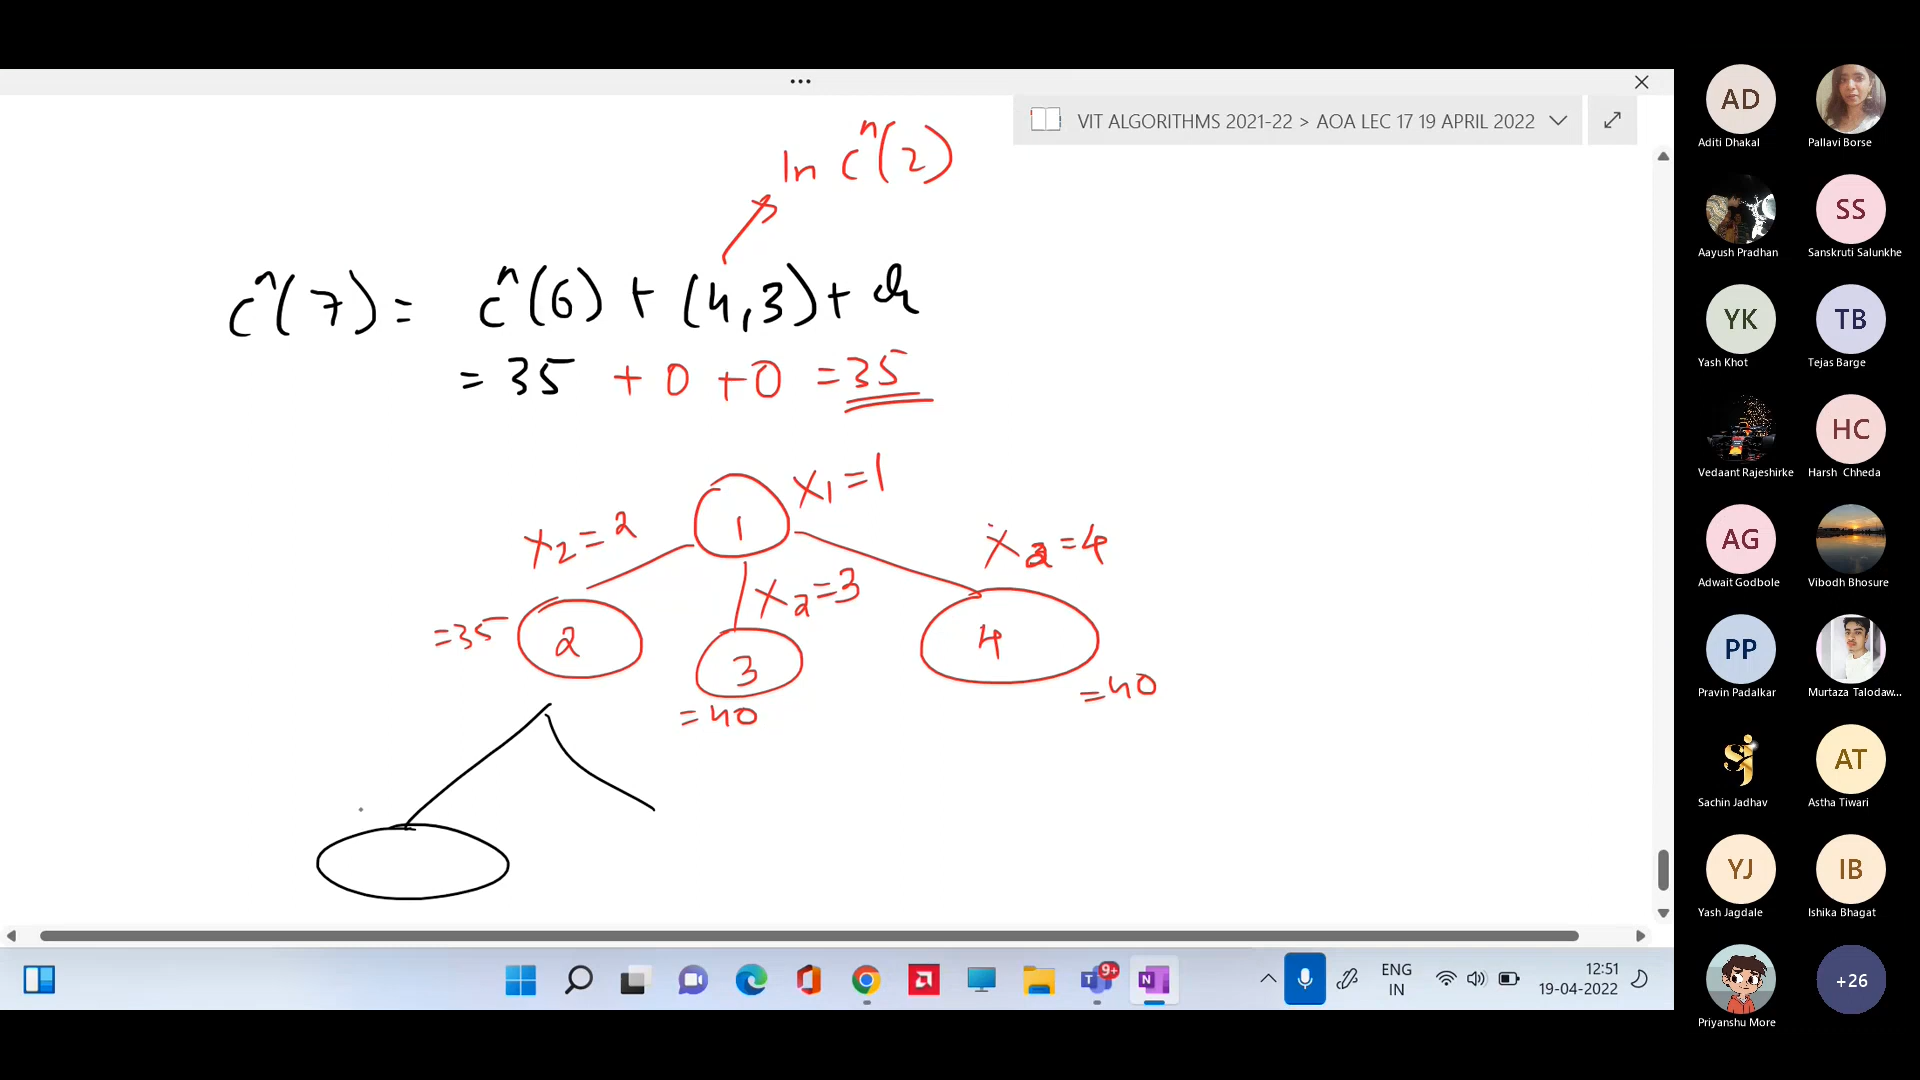 VIT ALGORITHMS 2021-22 > AOA LEC 17 19 APRIL 2022
In ĉ(2)
ĉ(7) = ĉ(6) + (4,3) + r̂
= 35 + 0 + 0 = 35
1 X1=1
X2=2
X2=3
X2=4
=35 2
3
=40
4
=40
AD
Aditi Dhakal
Pallavi Borse
Aayush Pradhan
SS
Sanskruti Salunkhe
YK
Yash Khot
TB
Tejas Barge
Vedaant Rajeshirke
HC
Harsh Chheda
AG
Adwait Godbole
Vibodh Bhosure
PP
Pravin Padalkar
Murtaza Talodaw...
Sachin Jadhav
AT
Astha Tiwari
YJ
Yash Jagdale
IB
Ishika Bhagat
Priyanshu More
+26
9+
ENG
IN
12:51
19-04-2022